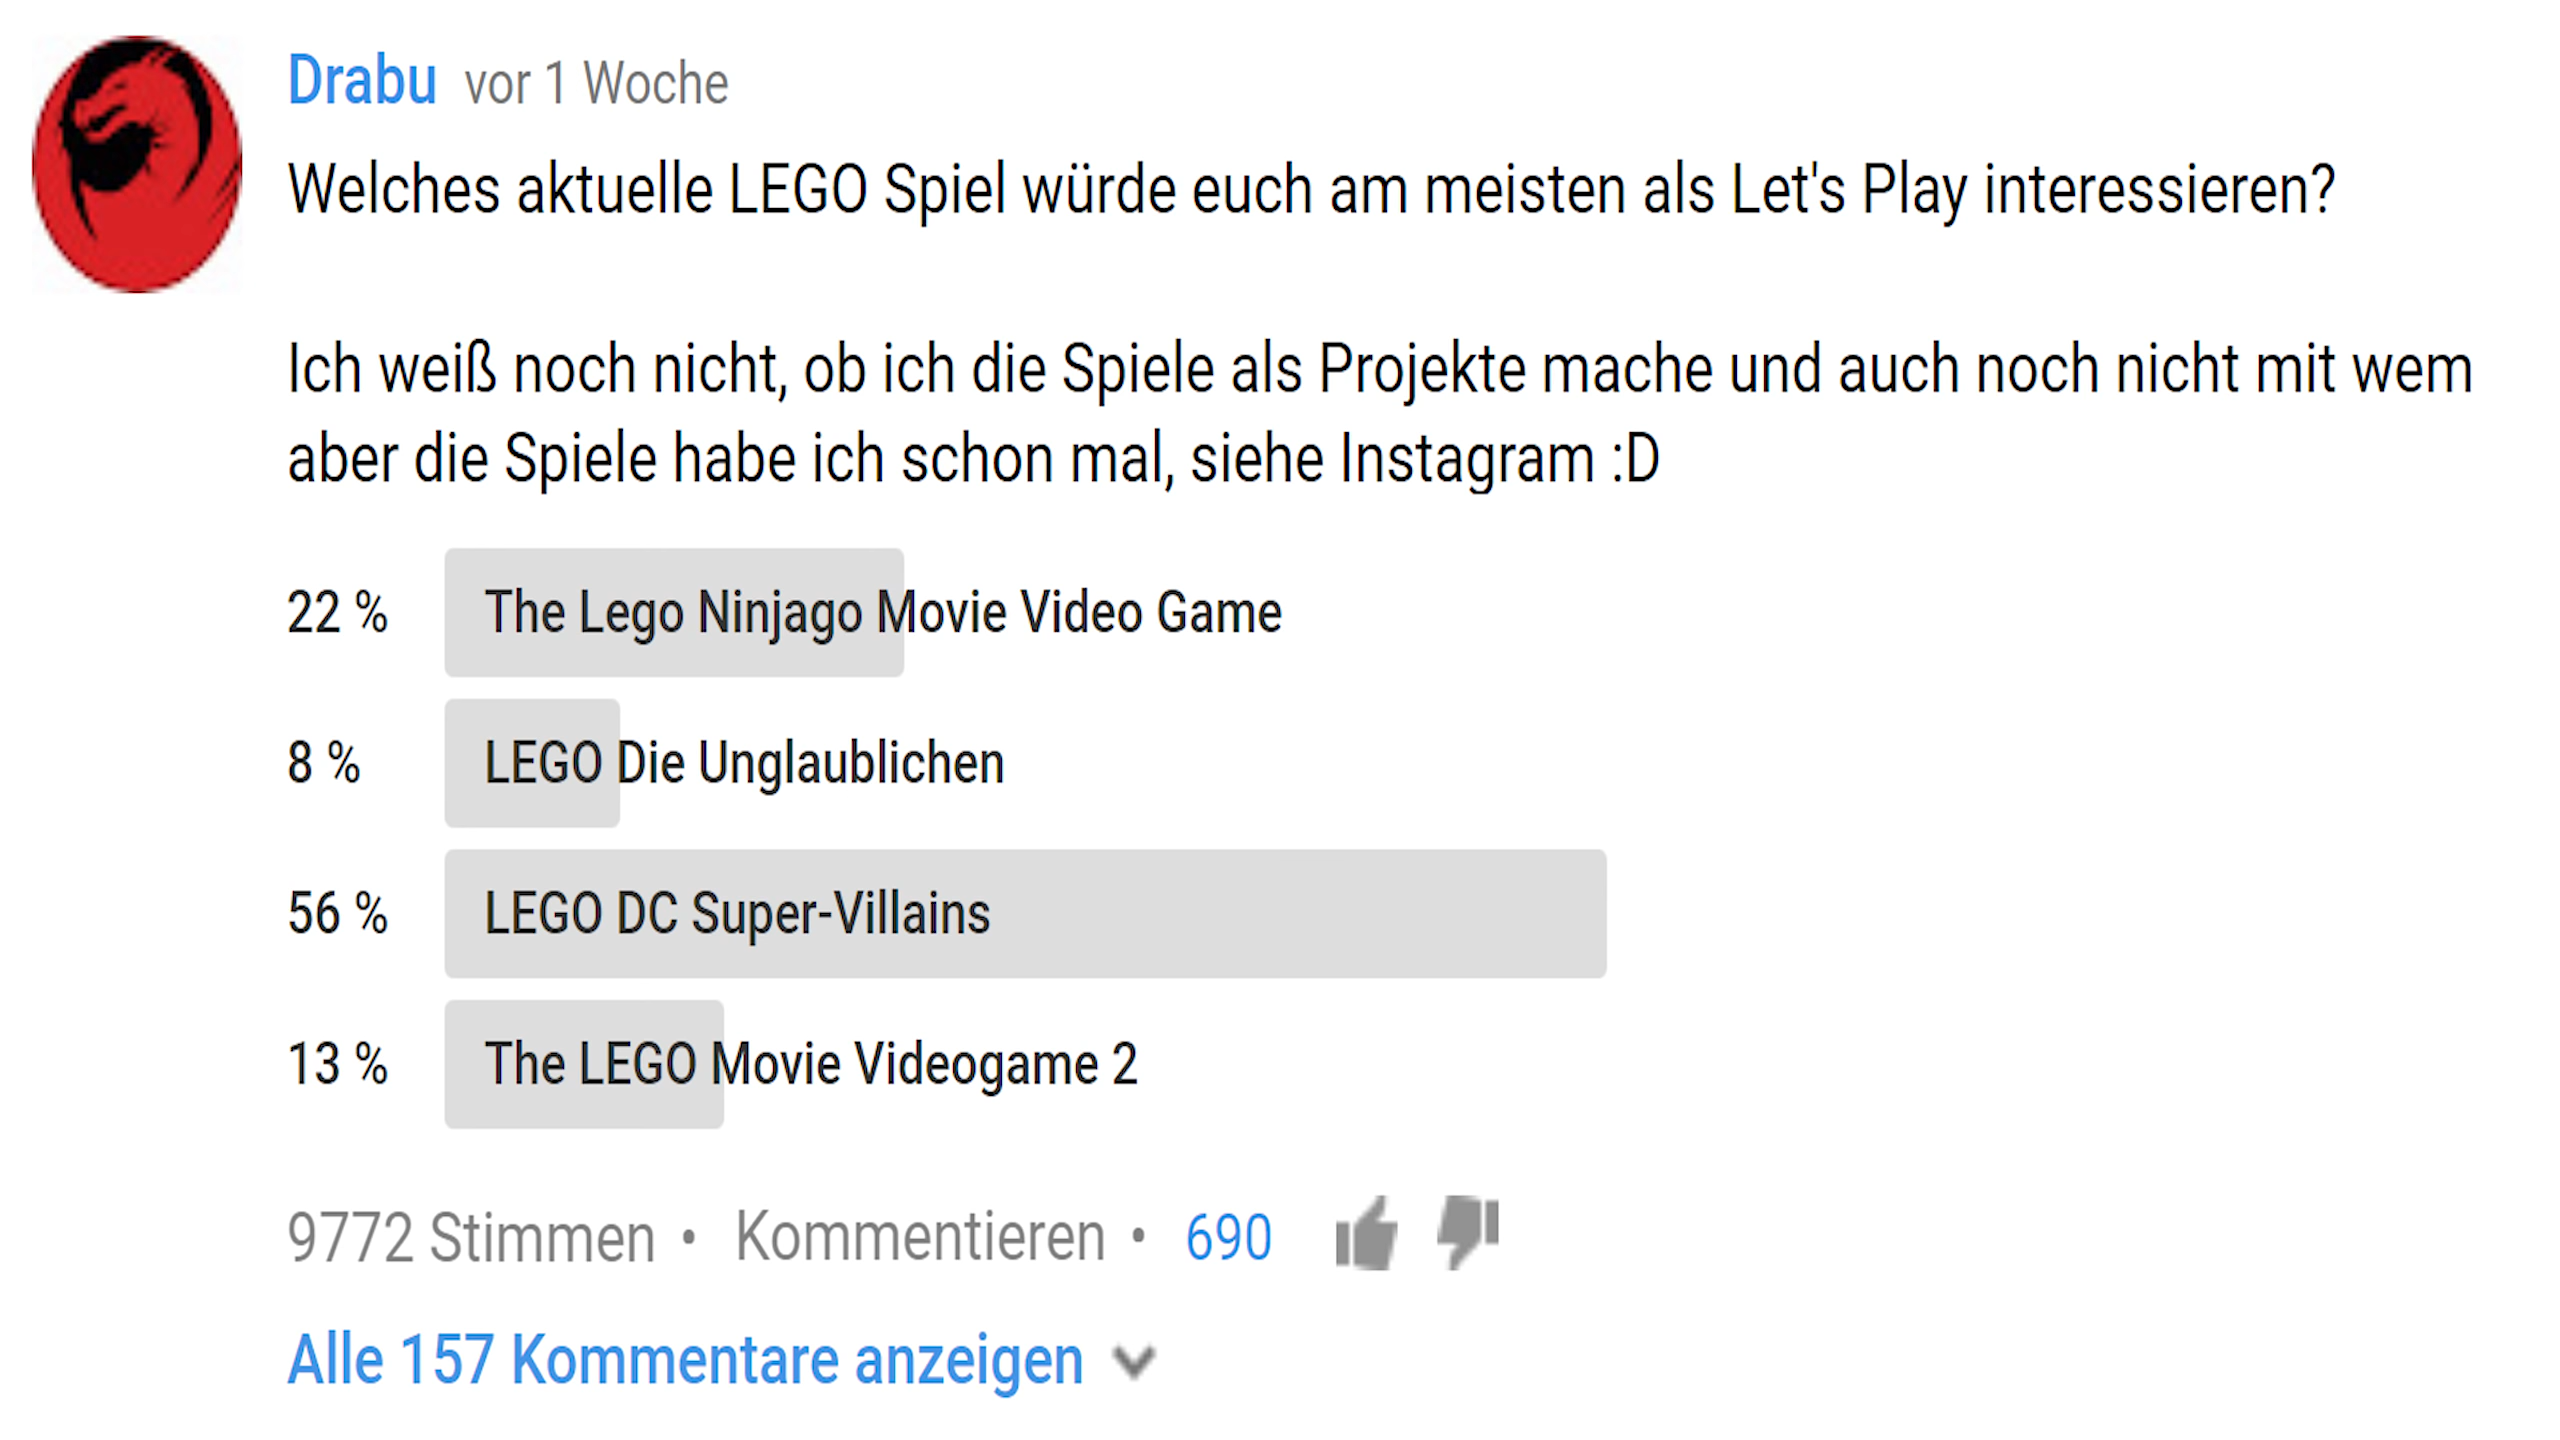 Drabu vor 1 Woche
Welches aktuelle LEGO Spiel würde euch am meisten als Let's Play interessieren?
Ich weiß noch nicht, ob ich die Spiele als Projekte mache und auch noch nicht mit wem
aber die Spiele habe ich schon mal, siehe Instagram :D
22 % The Lego Ninjago Movie Video Game
8 % LEGO Die Unglaublichen
56 % LEGO DC Super-Villains
13 % The LEGO Movie Videogame 2
9772 Stimmen • Kommentieren • 690
Alle 157 Kommentare anzeigen